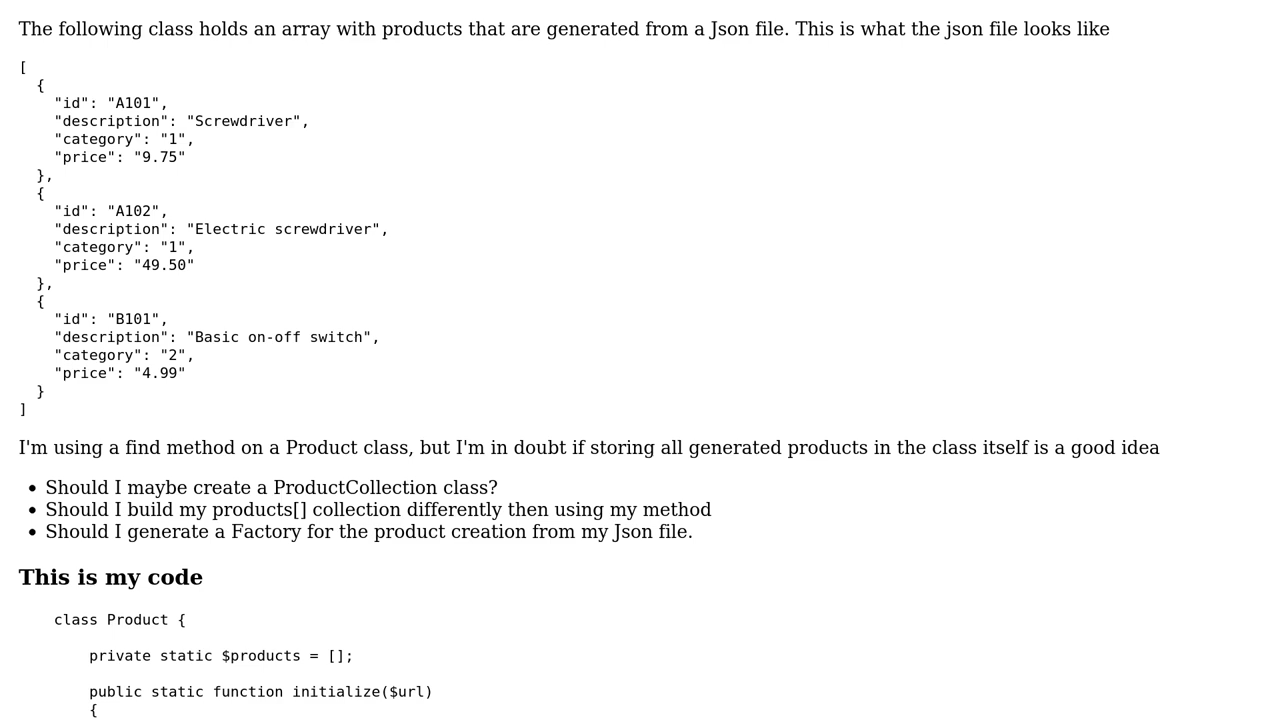 The following class holds an array with products that are generated from a Json file. This is what the json file looks like
[
  {
    "id": "A101",
    "description": "Screwdriver",
    "category": "1",
    "price": "9.75"
  },
  {
    "id": "A102",
    "description": "Electric screwdriver",
    "category": "1",
    "price": "49.50"
  },
  {
    "id": "B101",
    "description": "Basic on-off switch",
    "category": "2",
    "price": "4.99"
  }
]
I'm using a find method on a Product class, but I'm in doubt if storing all generated products in the class itself is a good idea
• Should I maybe create a ProductCollection class?
• Should I build my products[] collection differently then using my method
• Should I generate a Factory for the product creation from my Json file.
This is my code
    class Product {
        private static $products = [];
        public static function initialize($url)
        {